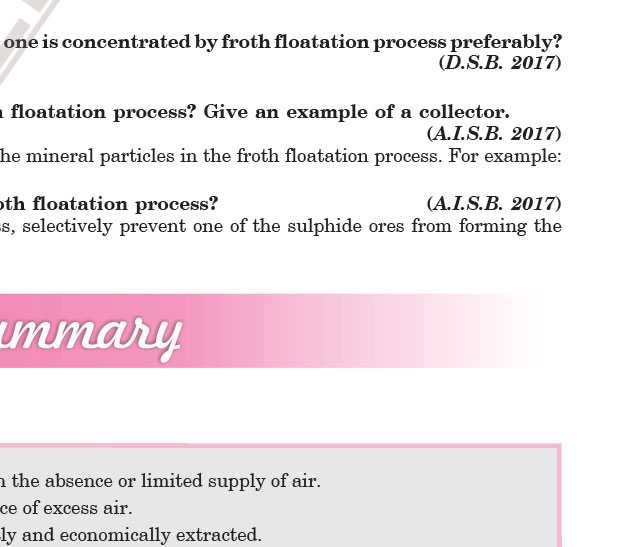 one is concentrated by froth floatation process preferably?
(D.S.B. 2017)
floatation process? Give an example of a collector.
(A.I.S.B. 2017)
he mineral particles in the froth floatation process. For example:
oth floatation process? (A.I.S.B. 2017)
ss, selectively prevent one of the sulphide ores from forming the
ummary
n the absence or limited supply of air.
ce of excess air.
tly and economically extracted.